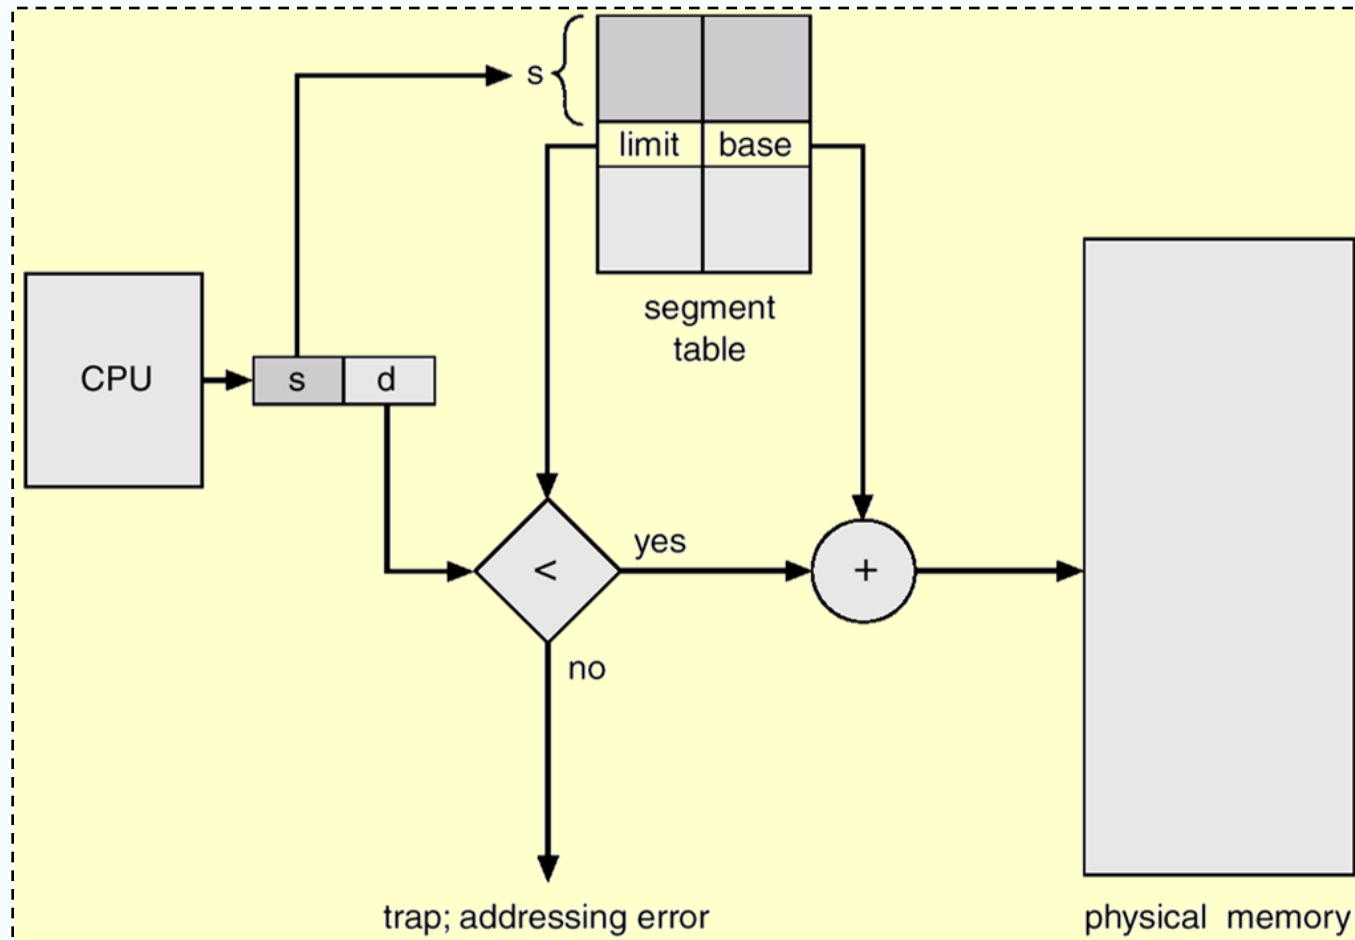 s
limit
base
segment
table
CPU
s
d
<
yes
+
no
trap; addressing error
physical memory